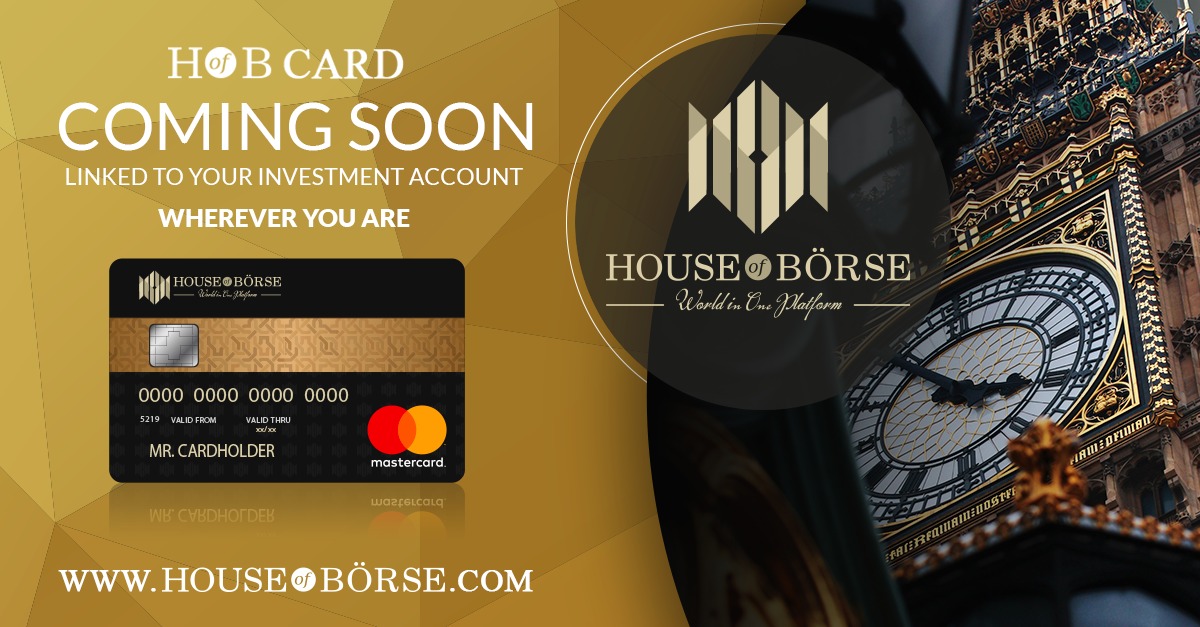 HofB CARD
COMING SOON
LINKED TO YOUR INVESTMENT ACCOUNT
WHEREVER YOU ARE
HOUSE of BÖRSE
World in One Platform
0000 0000 0000 0000
5219 VALID FROM VALID THRU
xx/xx
MR. CARDHOLDER
mastercard.
WWW.HOUSEofBÖRSE.COM
HOUSE of BÖRSE
World in One Platform